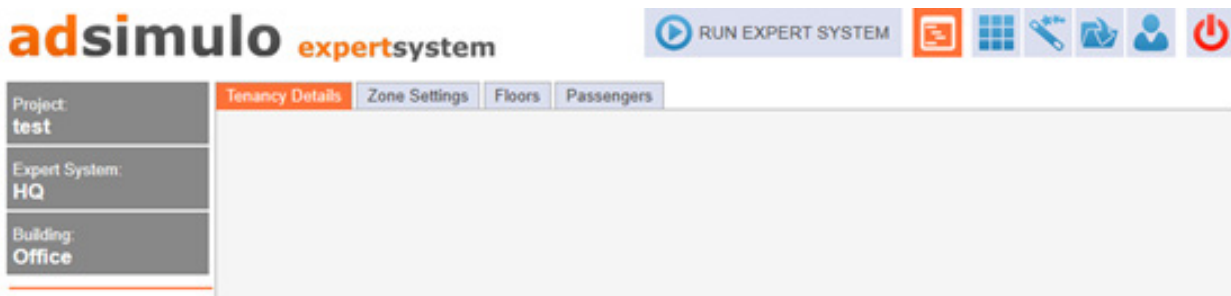 adsimulo expertsystem
RUN EXPERT SYSTEM
Project:
test
Expert System:
HQ
Building:
Office
Tenancy Details
Zone Settings
Floors
Passengers